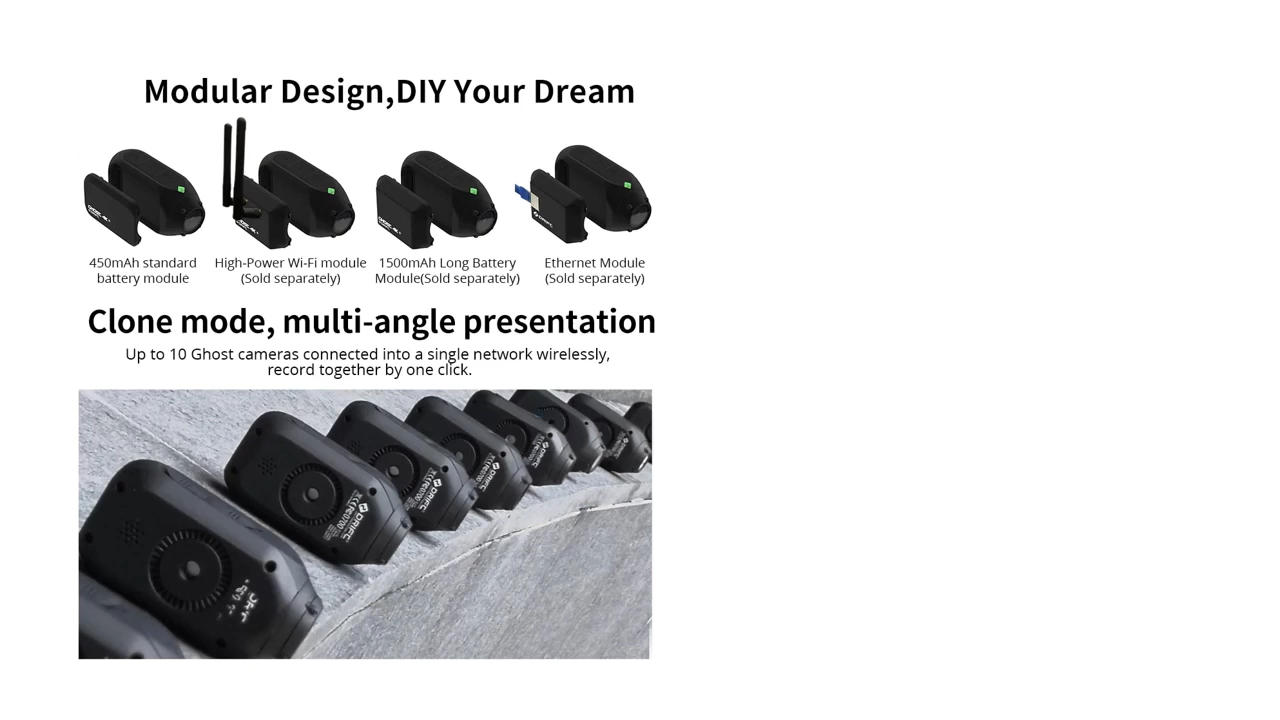 Modular Design,DIY Your Dream
450mAh standard
battery module
High-Power Wi-Fi module
(Sold separately)
1500mAh Long Battery
Module(Sold separately)
Ethernet Module
(Sold separately)
Clone mode, multi-angle presentation
Up to 10 Ghost cameras connected into a single network wirelessly,
record together by one click.